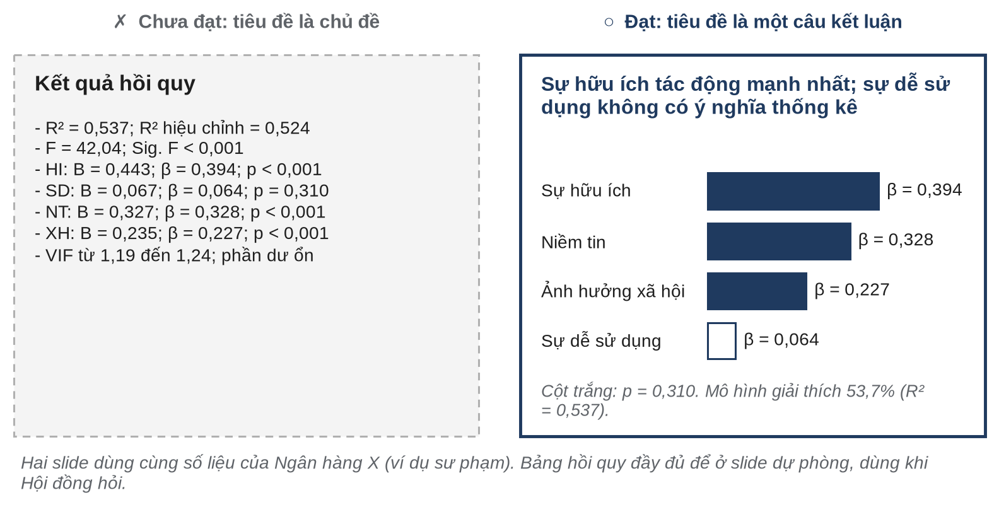 ✗ Chưa đạt: tiêu đề là chủ đề
Kết quả hồi quy
- R² = 0,537; R² hiệu chỉnh = 0,524
- F = 42,04; Sig. F < 0,001
- HI: B = 0,443; β = 0,394; p < 0,001
- SD: B = 0,067; β = 0,064; p = 0,310
- NT: B = 0,327; β = 0,328; p < 0,001
- XH: B = 0,235; β = 0,227; p < 0,001
- VIF từ 1,19 đến 1,24; phần dư ổn
○ Đạt: tiêu đề là một câu kết luận
Sự hữu ích tác động mạnh nhất; sự dễ sử
dụng không có ý nghĩa thống kê
Sự hữu ích β = 0,394
Niềm tin β = 0,328
Ảnh hưởng xã hội β = 0,227
Sự dễ sử dụng β = 0,064
Cột trắng: p = 0,310. Mô hình giải thích 53,7% (R²
= 0,537).
Hai slide dùng cùng số liệu của Ngân hàng X (ví dụ sư phạm). Bảng hồi quy đầy đủ để ở slide dự phòng, dùng khi
Hội đồng hỏi.